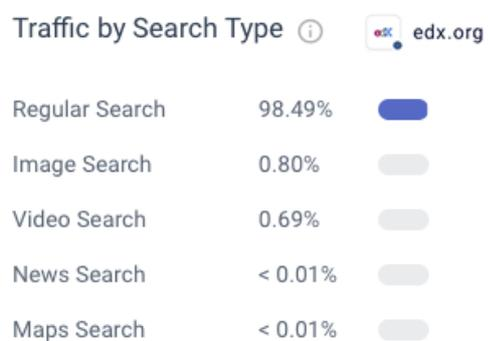 Traffic by Search Type edx.org
Regular Search 98.49%
Image Search 0.80%
Video Search 0.69%
News Search < 0.01%
Maps Search < 0.01%